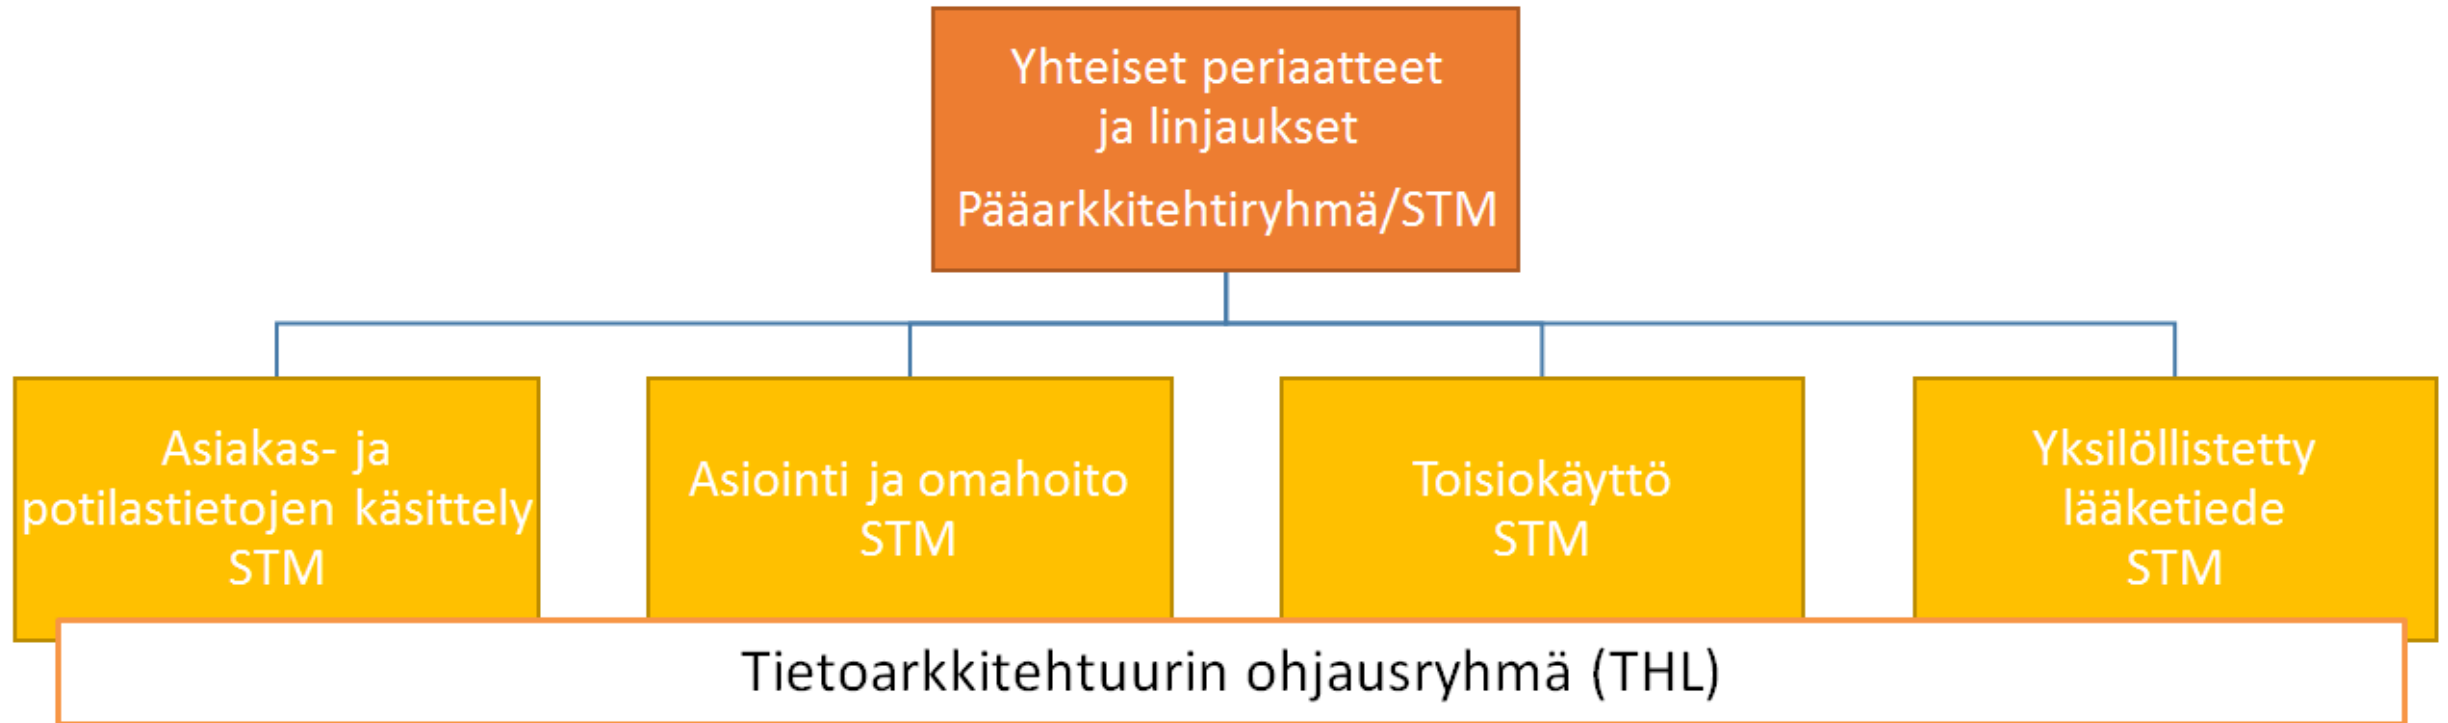 Yhteiset periaatteet
ja linjaukset
Pääarkkitehtiryhmä/STM
Asiakas- ja
potilastietojen käsittely
STM
Asiointi ja omahoito
STM
Toisiokäyttö
STM
Yksilöllistetty
lääketiede
STM
Tietoarkkitehtuurin ohjausryhmä (THL)